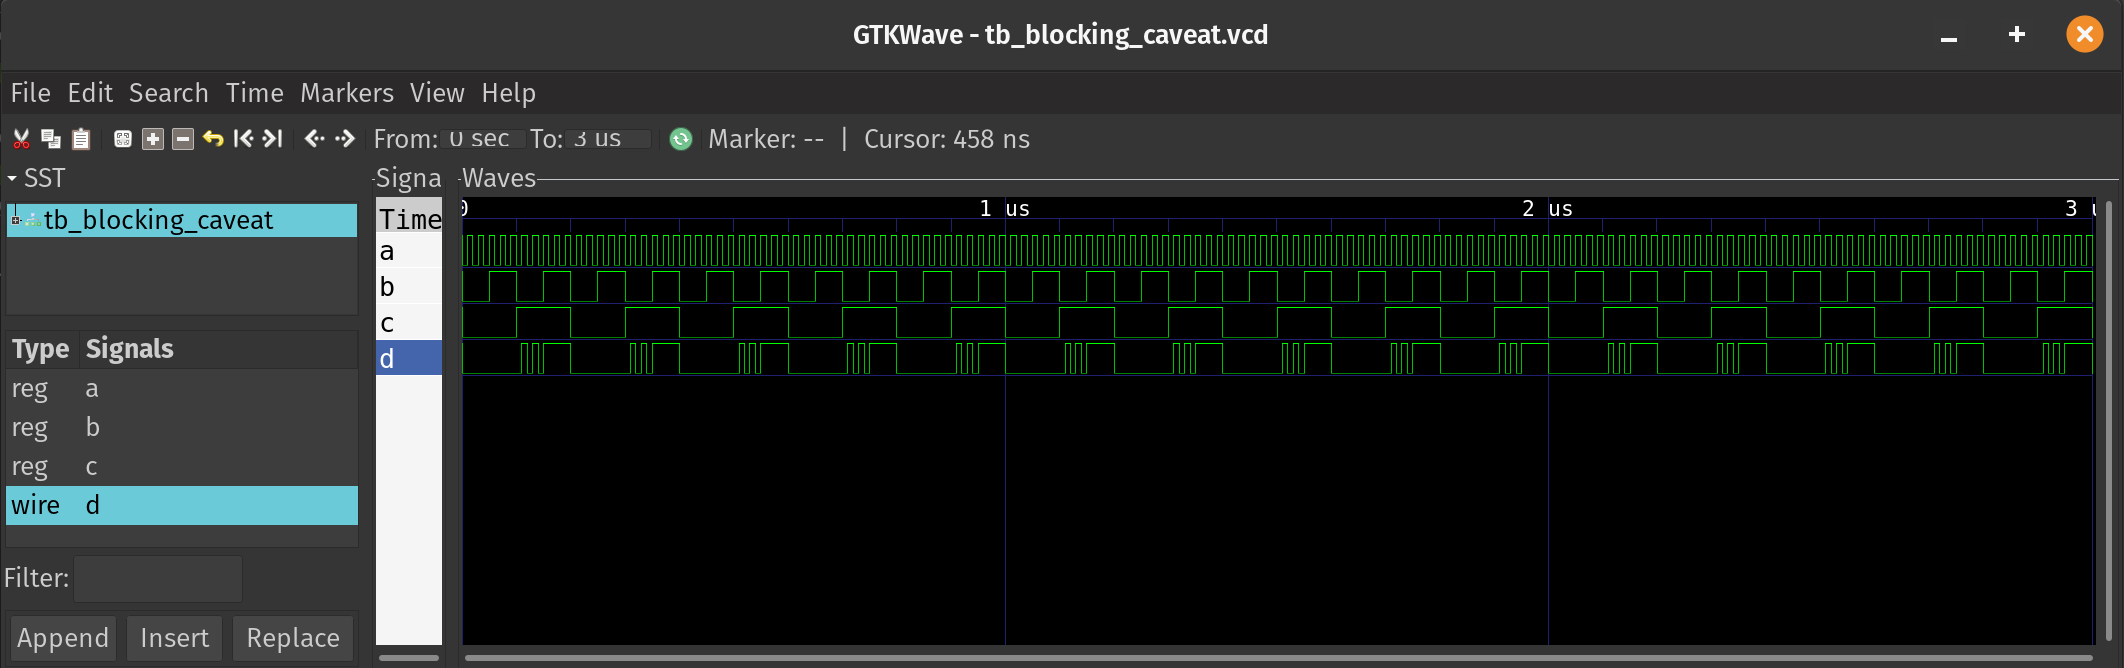 GTKWave - tb_blocking_caveat.vcd
File Edit Search Time Markers View Help
From: 0 sec To: 3 us Marker: -- | Cursor: 458 ns
SST
tb_blocking_caveat
Type Signals
reg a
reg b
reg c
wire d
Filter:
Append Insert Replace
Signa
Time
a
b
c
d
Waves
0 1 us 2 us 3 u